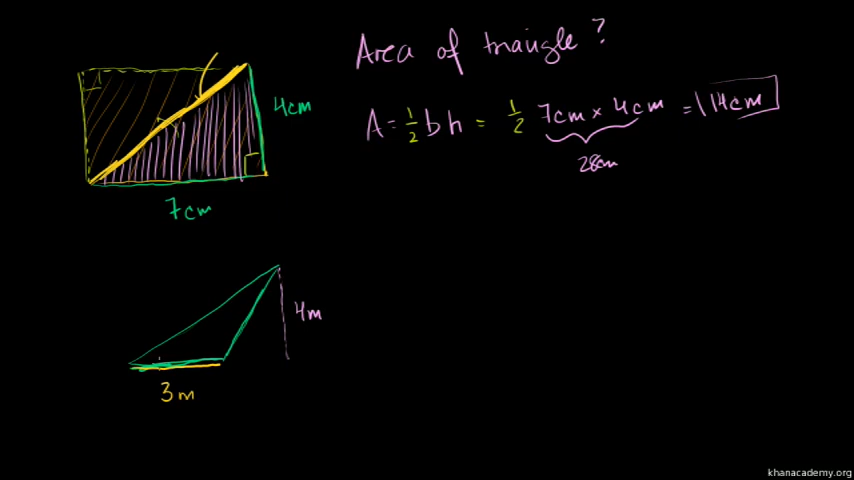 Area of triangle?
A = 1/2 b h = 1/2 7cm × 4cm = 14cm
28cm
4cm
7cm
4m
3m
khanacademy.org